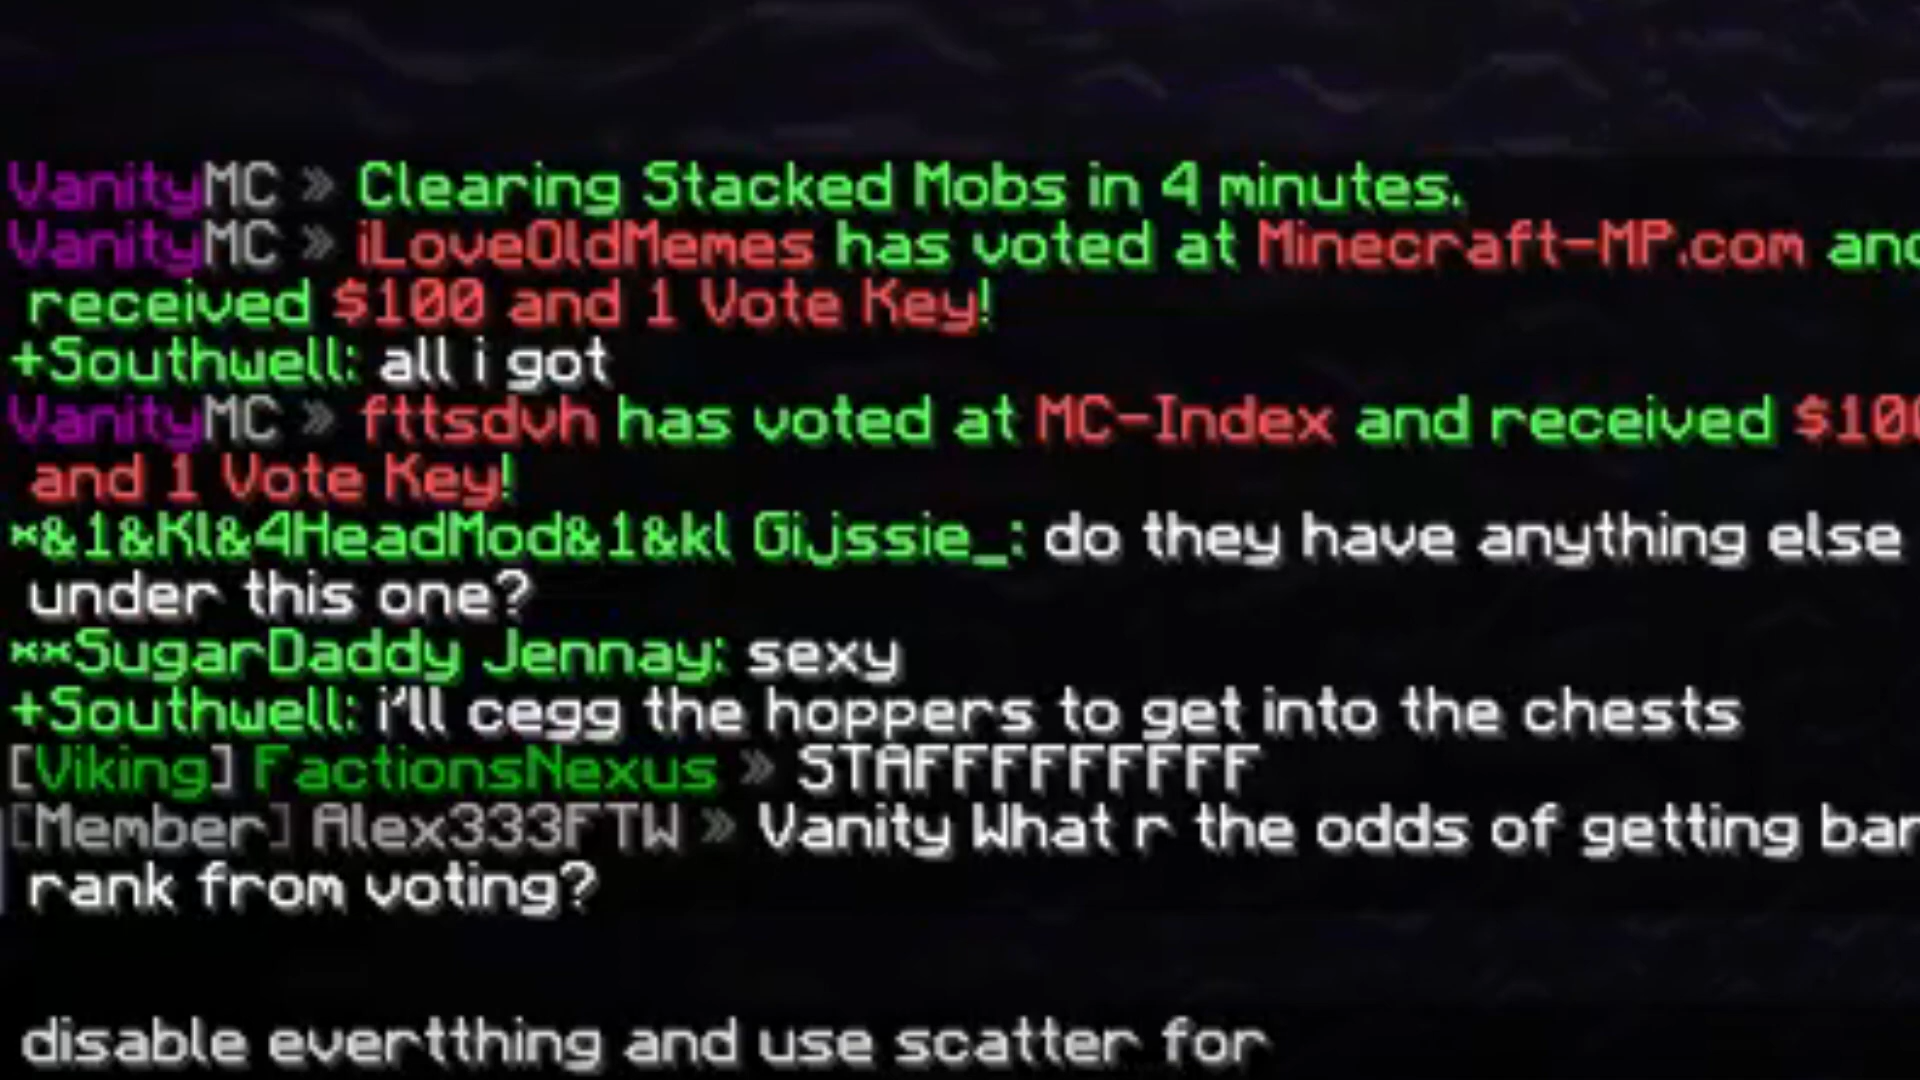 VanityMC » Clearing Stacked Mobs in 4 minutes.
VanityMC » iLoveOldMemes has voted at Minecraft-MP.com and
received $100 and 1 Vote Key!
+Southwell: all i got
VanityMC » fttsdvh has voted at MC-Index and received $100
and 1 Vote Key!
*&1&Kl&4HeadMod&1&kl Gijssie_: do they have anything else
under this one?
**SugarDaddy Jennay: sexy
+Southwell: i'll cegg the hoppers to get into the chests
[Viking] FactionsNexus » STAFFFFFFFFF
[Member] Alex333FTW » Vanity What r the odds of getting
rank from voting?
disable evertthing and use scatter for